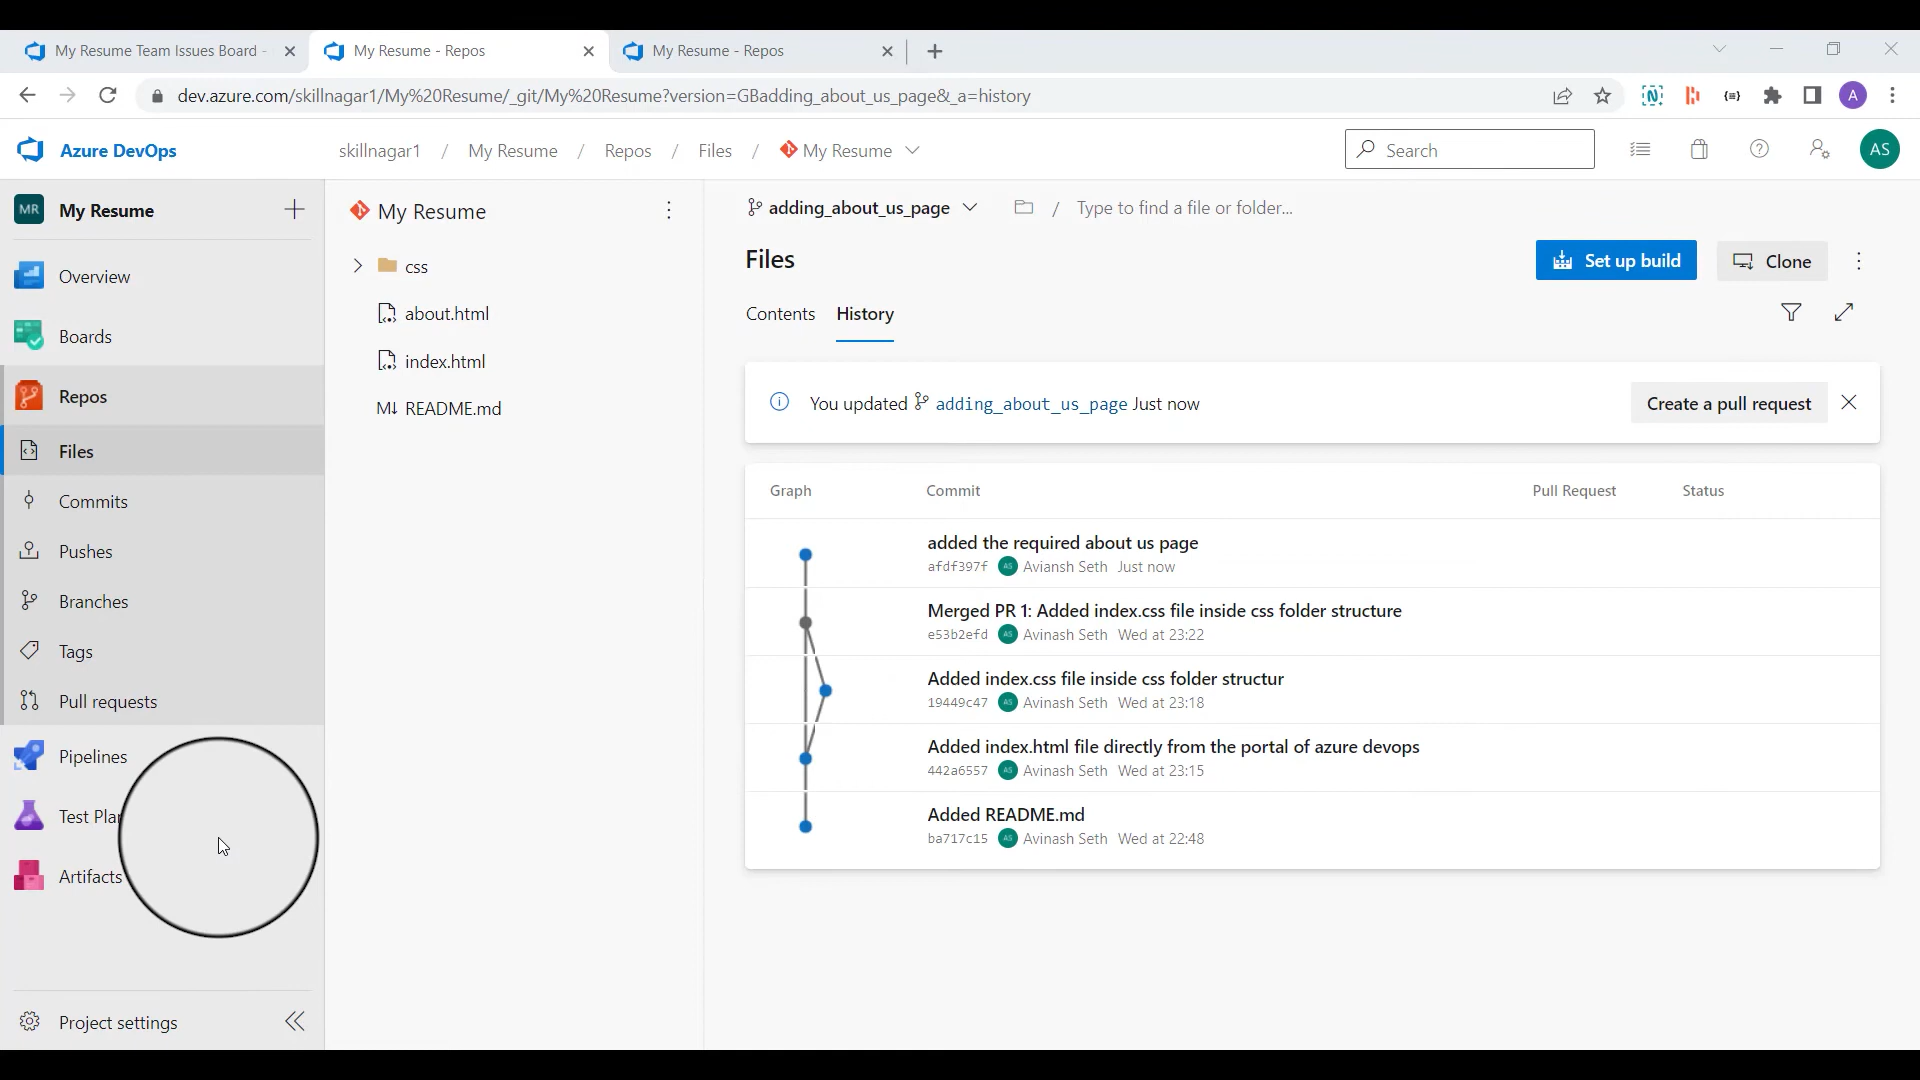 My Resume Team Issues Board -
My Resume - Repos
My Resume - Repos
dev.azure.com/skillnagar1/My%20Resume/_git/My%20Resume?version=GBadding_about_us_page&_a=history
A
Azure DevOps
skillnagar1 / My Resume / Repos / Files / My Resume
Search
AS
MR My Resume
Overview
Boards
Repos
Files
Commits
Pushes
Branches
Tags
Pull requests
Pipelines
Test Plan
Artifacts
Project settings
My Resume
css
about.html
index.html
README.md
adding_about_us_page / Type to find a file or folder...
Files
Set up build
Clone
Contents History
You updated adding_about_us_page Just now
Create a pull request
Graph Commit Pull Request Status
added the required about us page
afdf397f AS Aviansh Seth Just now
Merged PR 1: Added index.css file inside css folder structure
e53b2efd AS Avinash Seth Wed at 23:22
Added index.css file inside css folder structur
19449c47 AS Avinash Seth Wed at 23:18
Added index.html file directly from the portal of azure devops
442a6557 AS Avinash Seth Wed at 23:15
Added README.md
ba717c15 AS Avinash Seth Wed at 22:48